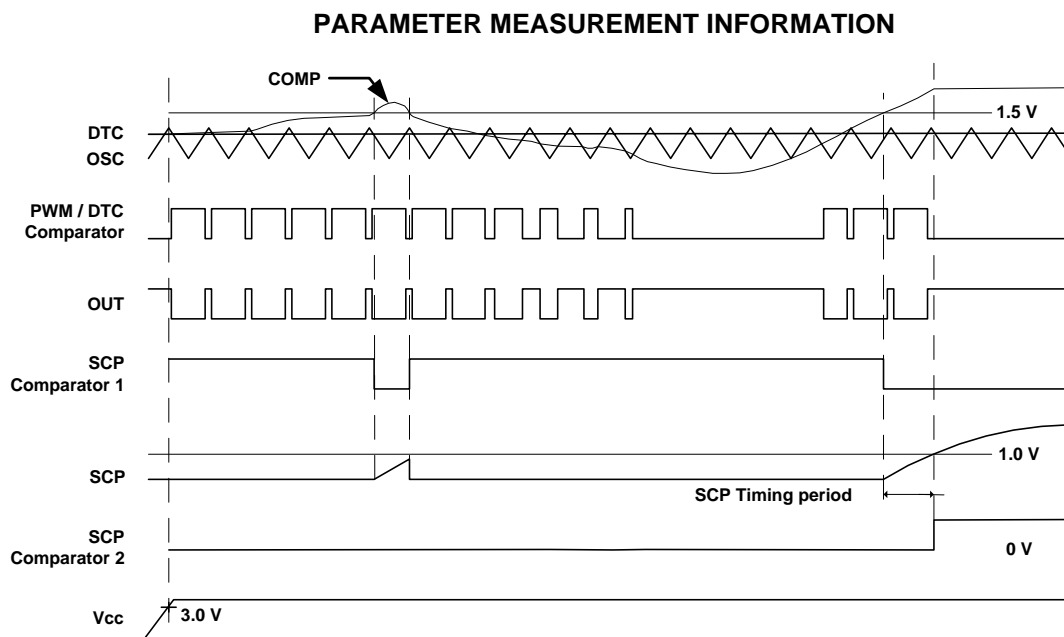 PARAMETER MEASUREMENT INFORMATION
COMP
1.5 V
DTC
OSC
PWM / DTC
Comparator
OUT
SCP
Comparator 1
1.0 V
SCP
SCP Timing period
SCP
Comparator 2
0 V
Vcc
3.0 V